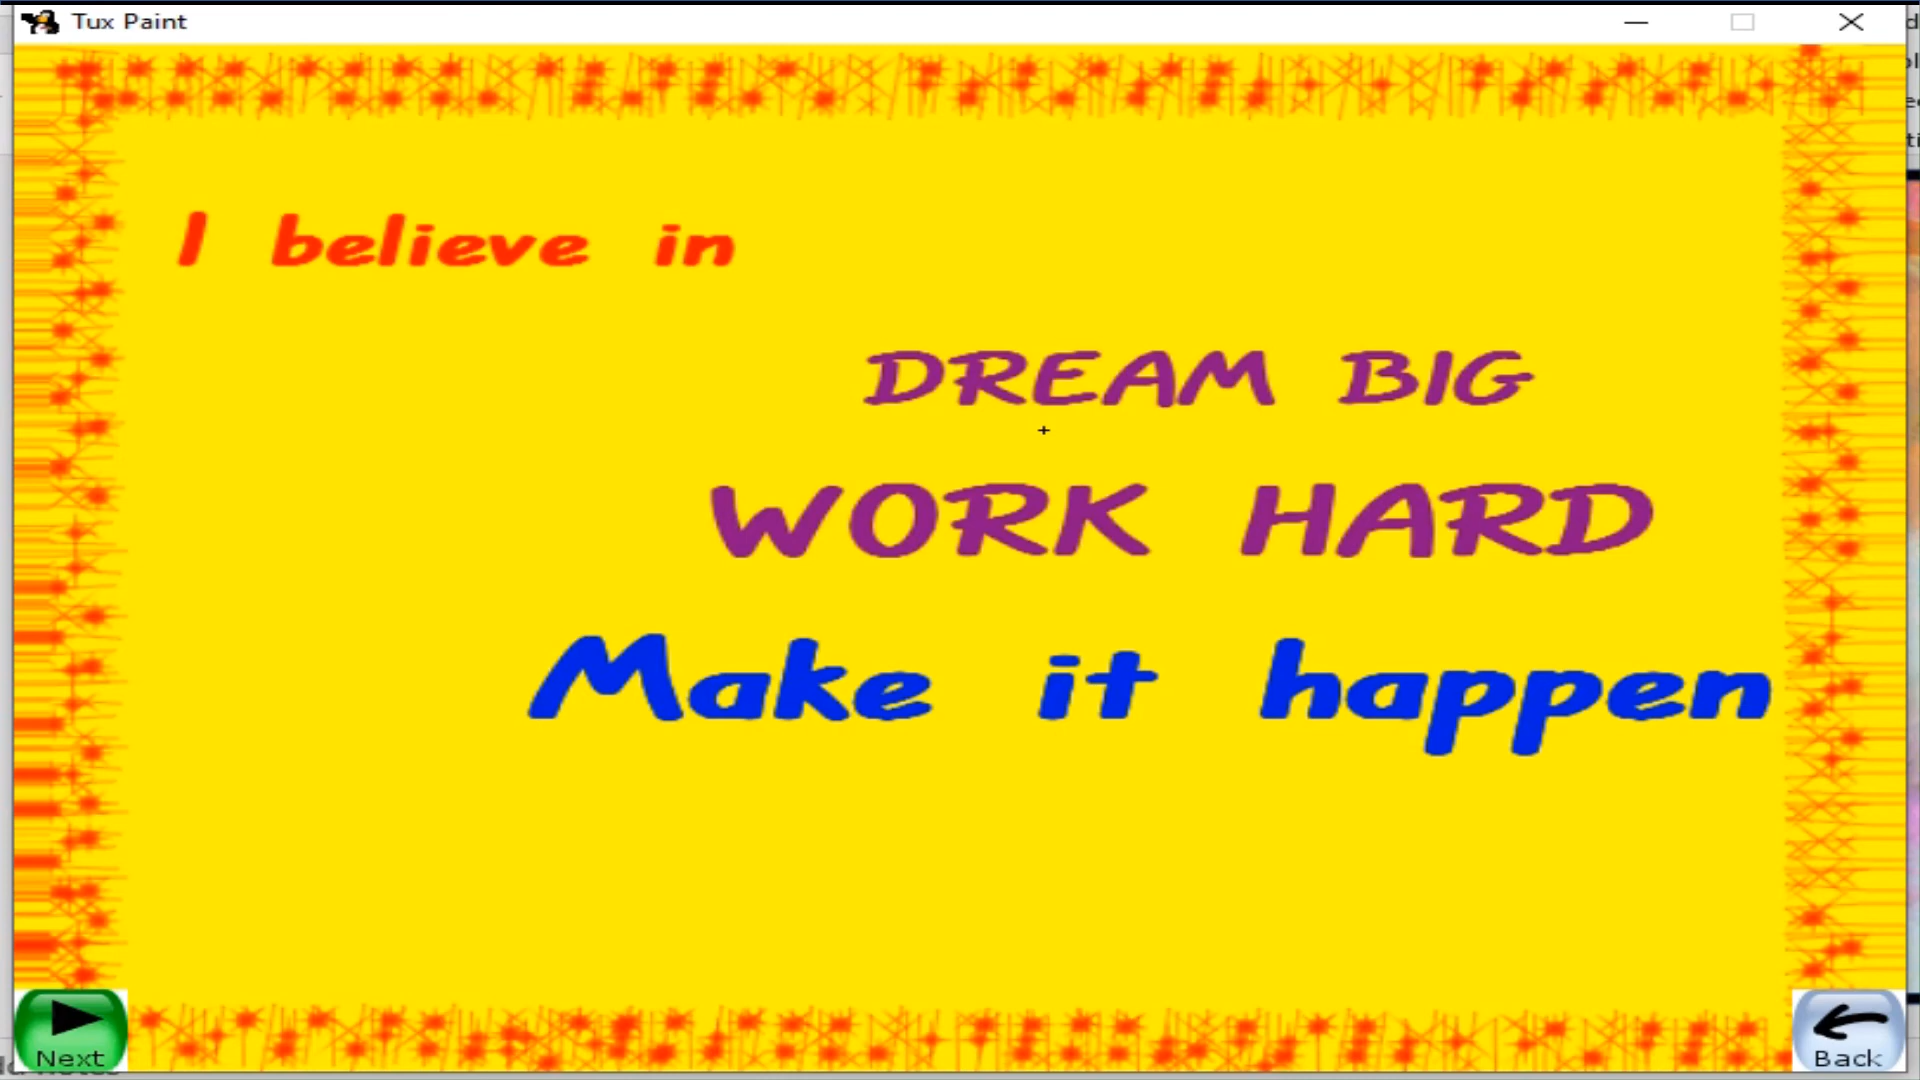 Tux Paint
I believe in
DREAM BIG
WORK HARD
Make it happen
Next
Back